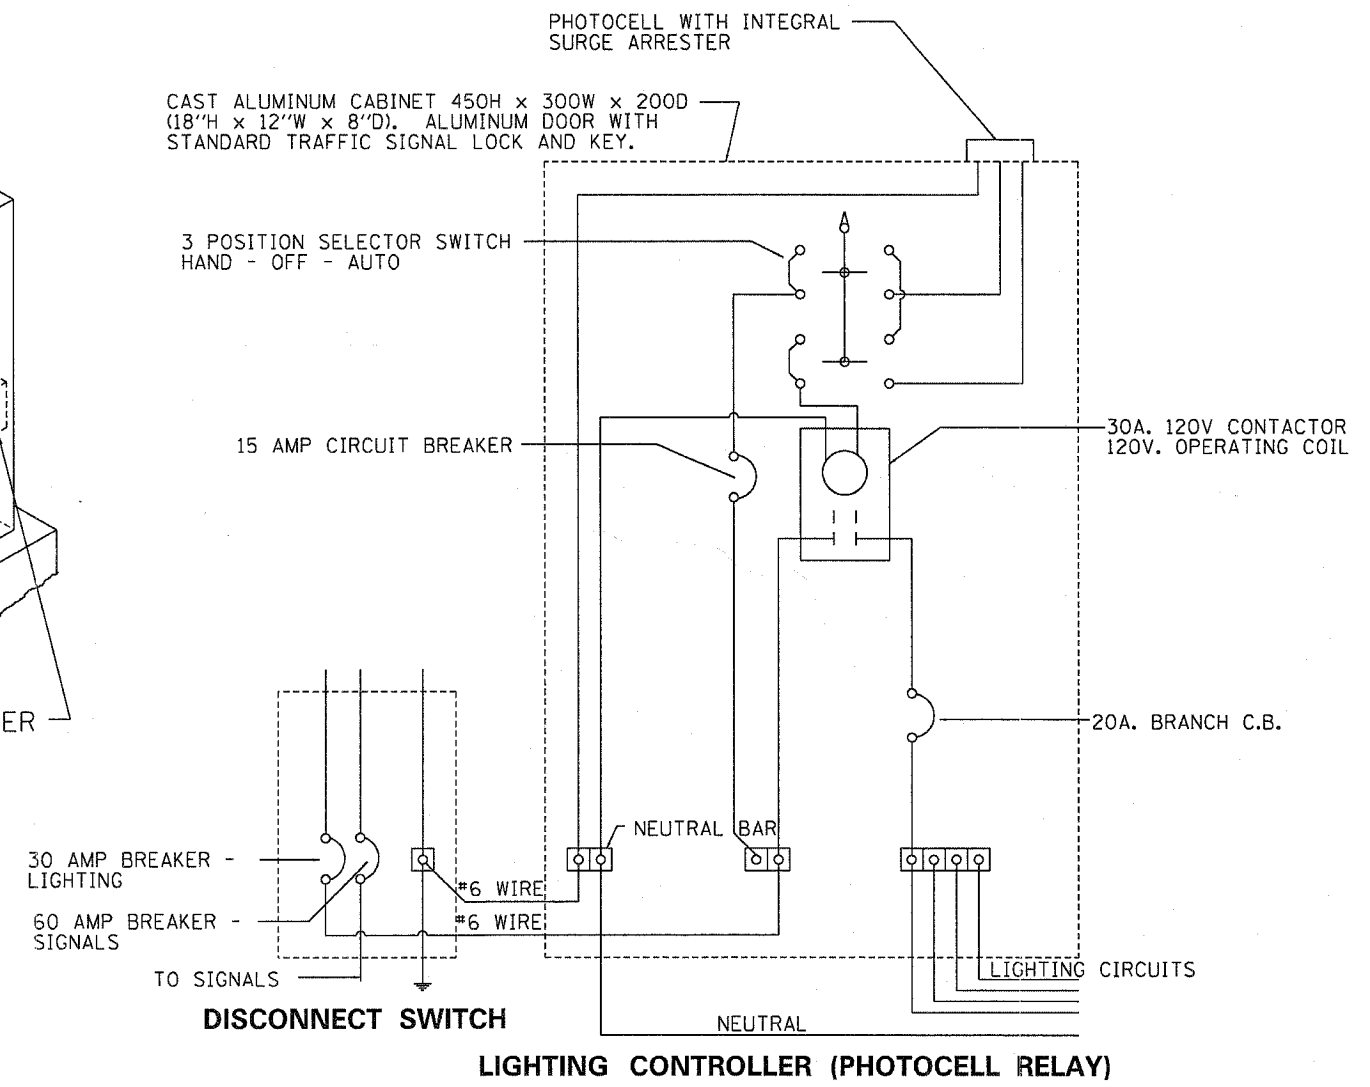 PHOTOCELL WITH INTEGRAL
SURGE ARRESTER
CAST ALUMINUM CABINET 450H x 300W x 200D
(18"H x 12"W x 8"D). ALUMINUM DOOR WITH
STANDARD TRAFFIC SIGNAL LOCK AND KEY.
3 POSITION SELECTOR SWITCH
HAND - OFF - AUTO
15 AMP CIRCUIT BREAKER
30A. 120V CONTACTOR
120V. OPERATING COIL
ER
20A. BRANCH C.B.
NEUTRAL BAR
30 AMP BREAKER -
LIGHTING
#6 WIRE
60 AMP BREAKER -
SIGNALS
#6 WIRE
TO SIGNALS
LIGHTING CIRCUITS
DISCONNECT SWITCH
NEUTRAL
LIGHTING CONTROLLER (PHOTOCELL RELAY)